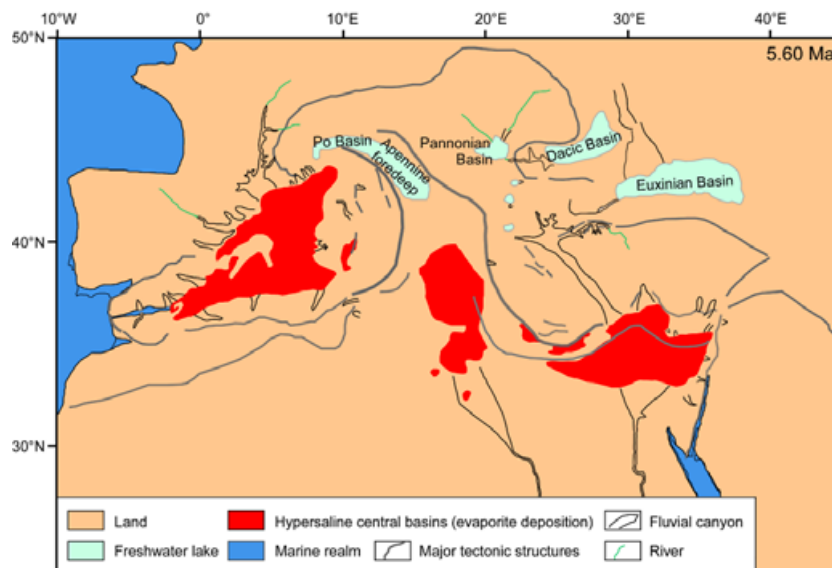 10°W 0° 10°E 20°E 30°E 40°E
50°N
5.60 Ma
Po Basin
Apennine
foredeep
Pannonian
Basin
Dacic Basin
Euxinian Basin
40°N
30°N
Land
Hypersaline central basins (evaporite deposition)
Fluvial canyon
Freshwater lake
Marine realm
Major tectonic structures
River